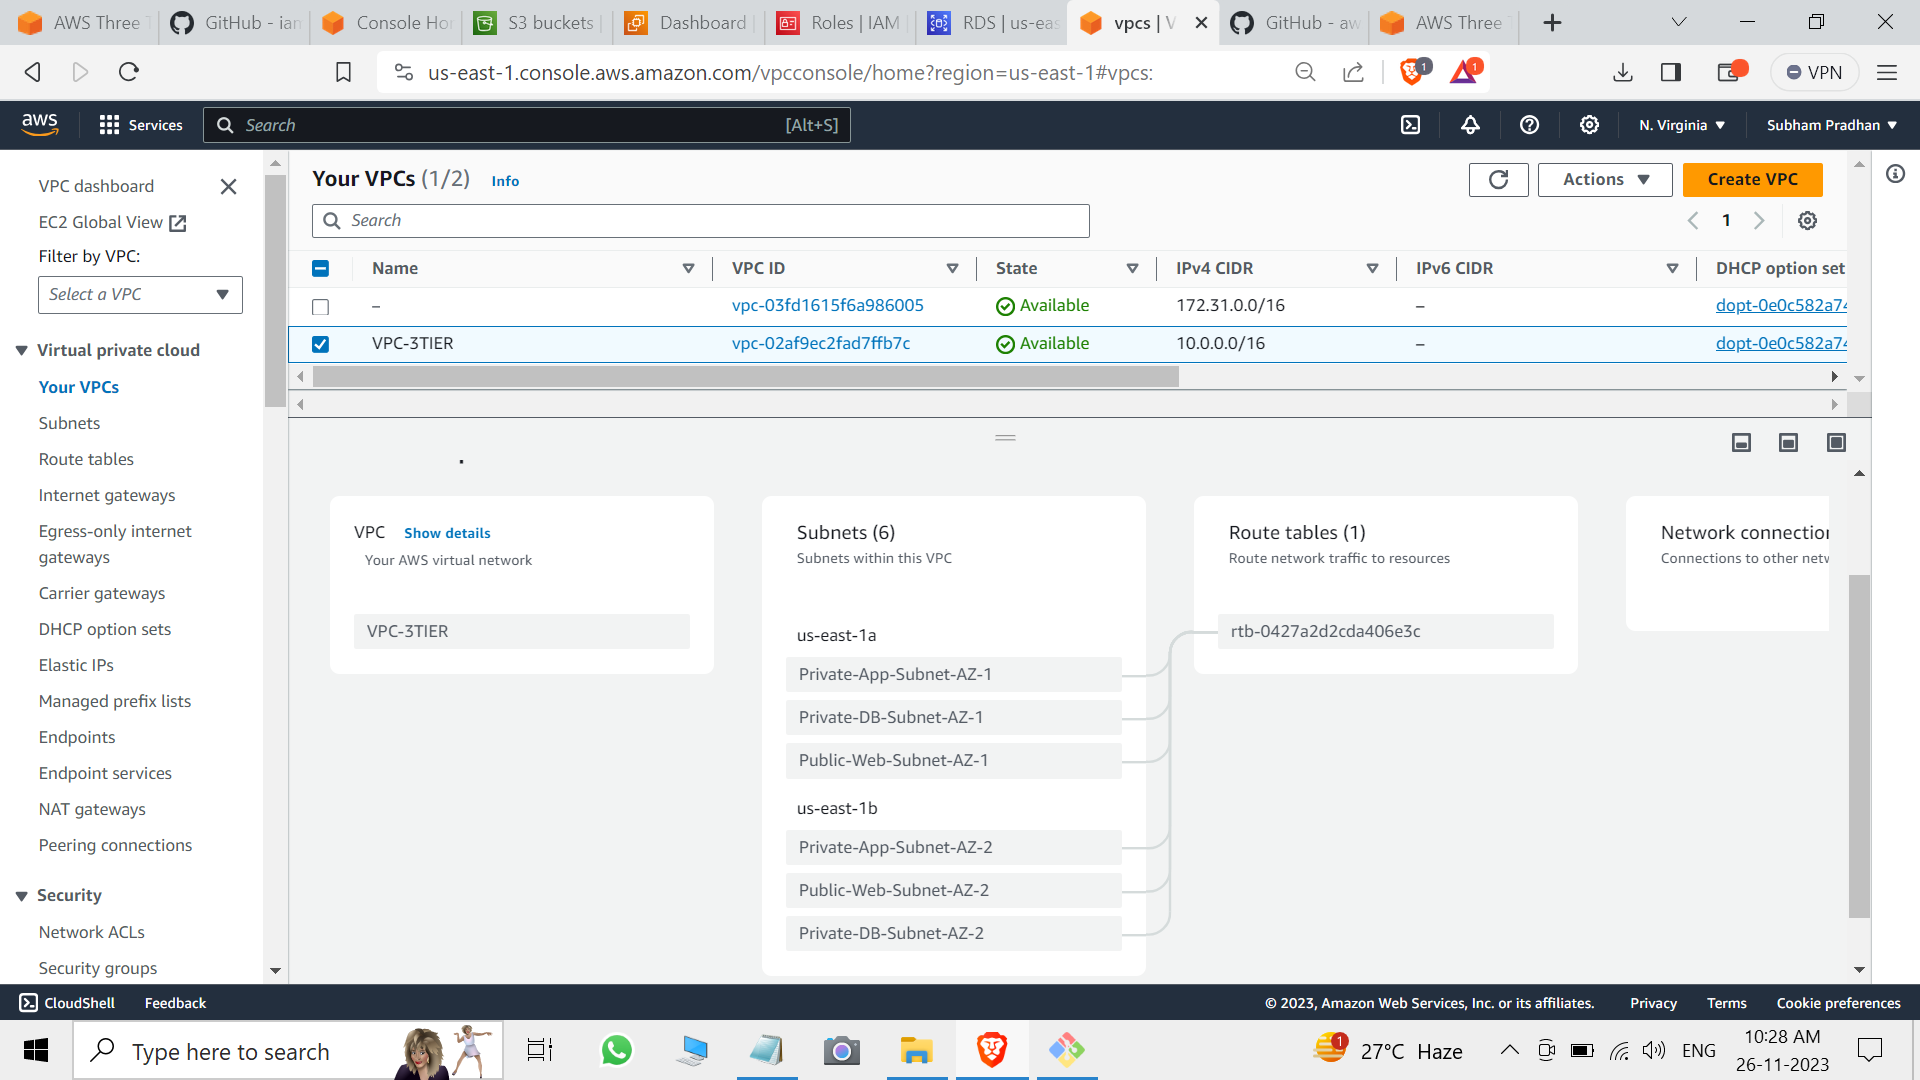 AWS Three T
GitHub - iam
Console Ho
S3 buckets |
Dashboard |
Roles | IAM
RDS | us-eas
vpcs | V
GitHub - aw
AWS Three T
us-east-1.console.aws.amazon.com/vpcconsole/home?region=us-east-1#vpcs:
1
1
VPN
aws
Services
Search
[Alt+S]
N. Virginia
Subham Pradhan
VPC dashboard
EC2 Global View
Filter by VPC:
Select a VPC
Virtual private cloud
Your VPCs
Subnets
Route tables
Internet gateways
Egress-only internet
gateways
Carrier gateways
DHCP option sets
Elastic IPs
Managed prefix lists
Endpoints
Endpoint services
NAT gateways
Peering connections
Security
Network ACLs
Security groups
Your VPCs (1/2) Info
Actions
Create VPC
Search
1
Name VPC ID State IPv4 CIDR IPv6 CIDR DHCP option set
– vpc-03fd1615f6a986005 Available 172.31.0.0/16 – dopt-0e0c582a74
VPC-3TIER vpc-02af9ec2fad7ffb7c Available 10.0.0.0/16 – dopt-0e0c582a74
VPC Show details
Your AWS virtual network
VPC-3TIER
Subnets (6)
Subnets within this VPC
us-east-1a
Private-App-Subnet-AZ-1
Private-DB-Subnet-AZ-1
Public-Web-Subnet-AZ-1
us-east-1b
Private-App-Subnet-AZ-2
Public-Web-Subnet-AZ-2
Private-DB-Subnet-AZ-2
Route tables (1)
Route network traffic to resources
rtb-0427a2d2cda406e3c
Network connection
Connections to other netw
CloudShell
Feedback
© 2023, Amazon Web Services, Inc. or its affiliates.
Privacy
Terms
Cookie preferences
Type here to search
1
27°C Haze
ENG
10:28 AM
26-11-2023